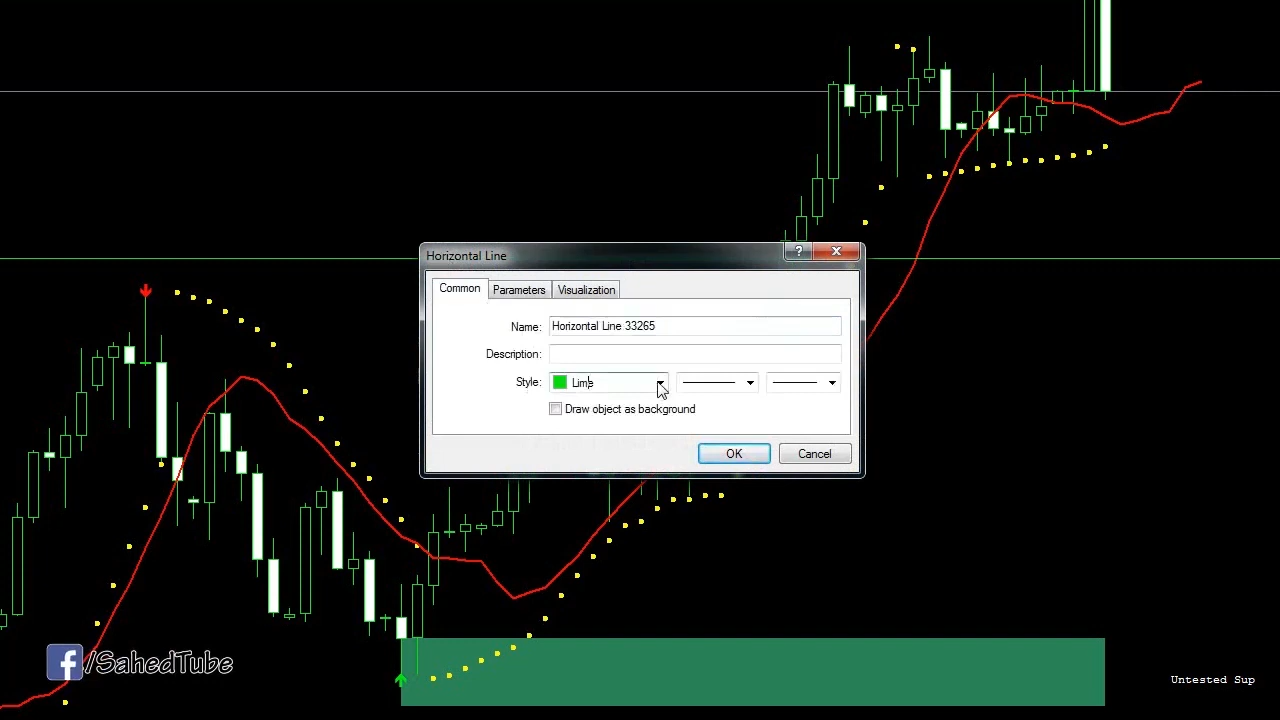 Horizontal Line
?
X
Common
Parameters
Visualization
Name:
Horizontal Line 33265
Description:
Style:
Lime
Draw object as background
OK
Cancel
f/SahedTube
Untested Sup